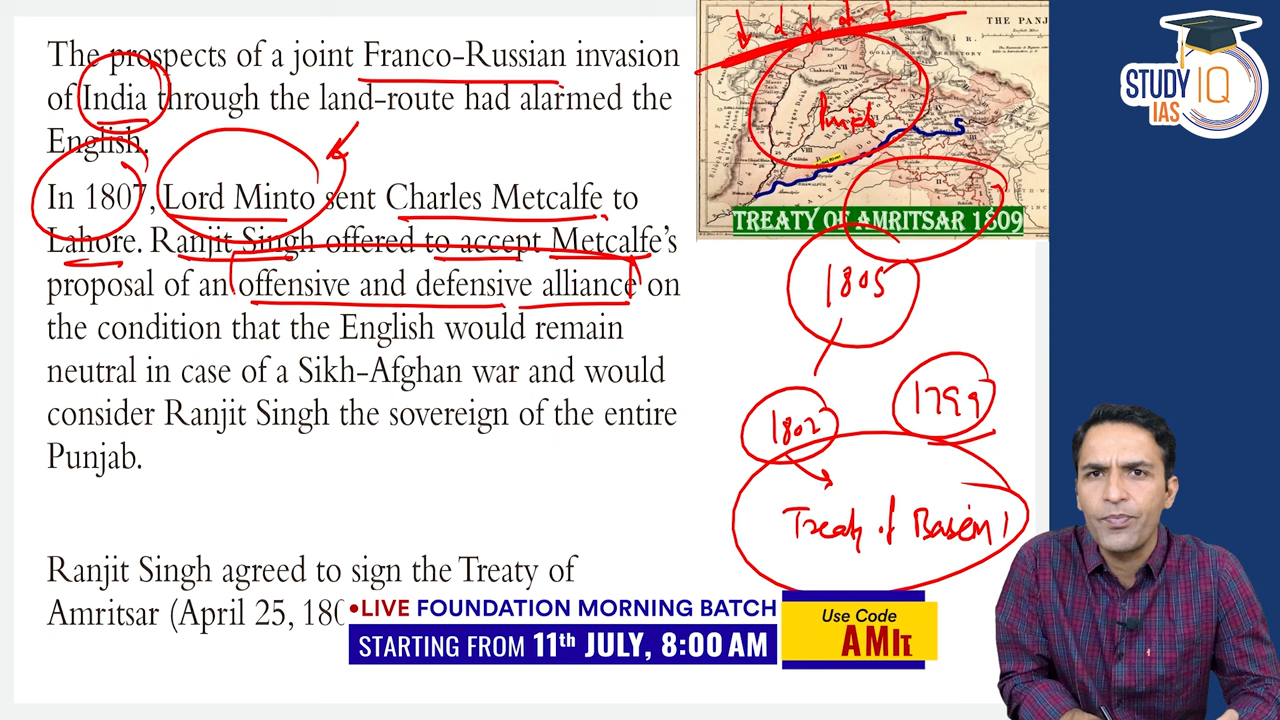 The prospects of a joint Franco-Russian invasion
of India through the land-route had alarmed the
English.
In 1807, Lord Minto sent Charles Metcalfe to
Lahore. Ranjit Singh offered to accept Metcalfe's
proposal of an offensive and defensive alliance on
the condition that the English would remain
neutral in case of a Sikh-Afghan war and would
consider Ranjit Singh the sovereign of the entire
Punjab.
Ranjit Singh agreed to sign the Treaty of
Amritsar (April 25, 180
THE PANJ
TREATY OF AMRITSAR 1809
1805
1802
1799
Treaty of Basein
STUDY IQ
IAS
•LIVE FOUNDATION MORNING BATCH
STARTING FROM 11th JULY, 8:00 AM
Use Code
AMIT